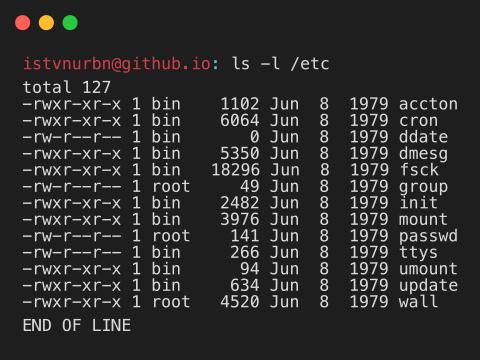 istvnurbn@github.io: ls -l /etc
total 127
-rwxr-xr-x 1 bin    1102 Jun  8  1979 accton
-rwxr-xr-x 1 bin    6064 Jun  8  1979 cron
-rw-r--r-- 1 bin       0 Jun  8  1979 ddate
-rwxr-xr-x 1 bin    5350 Jun  8  1979 dmesg
-rwxr-xr-x 1 bin   18296 Jun  8  1979 fsck
-rw-r--r-- 1 root     49 Jun  8  1979 group
-rwxr-xr-x 1 bin    2482 Jun  8  1979 init
-rwxr-xr-x 1 bin    3976 Jun  8  1979 mount
-rw-r--r-- 1 root    141 Jun  8  1979 passwd
-rw-r--r-- 1 bin     266 Jun  8  1979 ttys
-rwxr-xr-x 1 bin      94 Jun  8  1979 umount
-rwxr-xr-x 1 bin     634 Jun  8  1979 update
-rwxr-xr-x 1 root   4520 Jun  8  1979 wall
END OF LINE